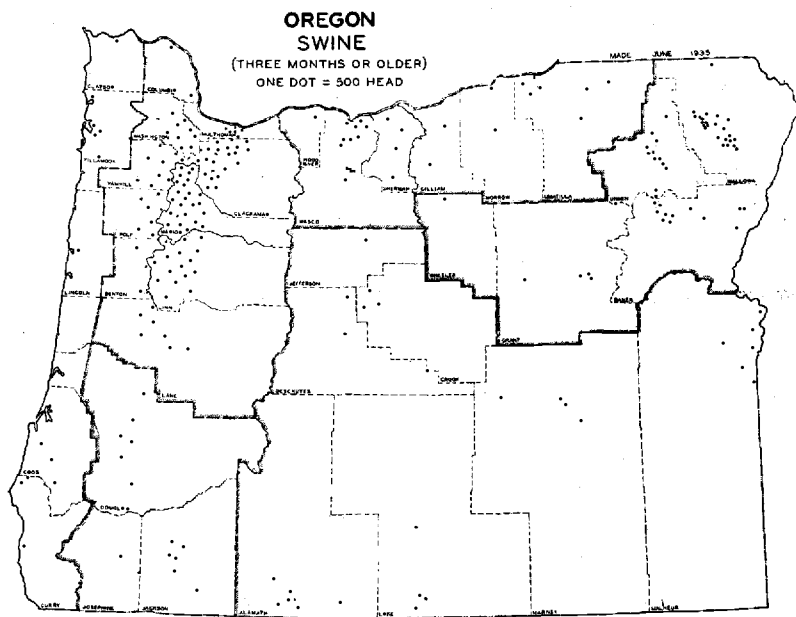 OREGON
SWINE
(THREE MONTHS OR OLDER)
ONE DOT = 500 HEAD
MADE JUNE 1935
CLATSOP
COLUMBIA
WASHINGTON
MULTNOMAH
TILLAMOOK
HOOD RIVER
SHERMAN
GILLIAM
MORROW
UMATILLA
UNION
WALLOWA
YAMHILL
CLACKAMAS
WASCO
POLK
MARION
WHEELER
LINCOLN
BENTON
JEFFERSON
BAKER
GRANT
CROOK
LANE
DESCHUTES
COOS
DOUGLAS
CURRY
JOSEPHINE
JACKSON
KLAMATH
LAKE
HARNEY
MALHEUR